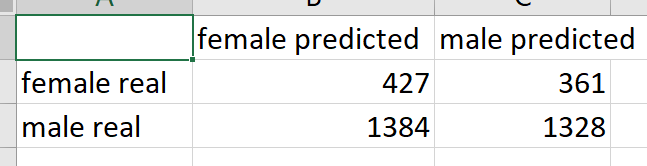 female predicted male predicted
female real 427 361
male real 1384 1328